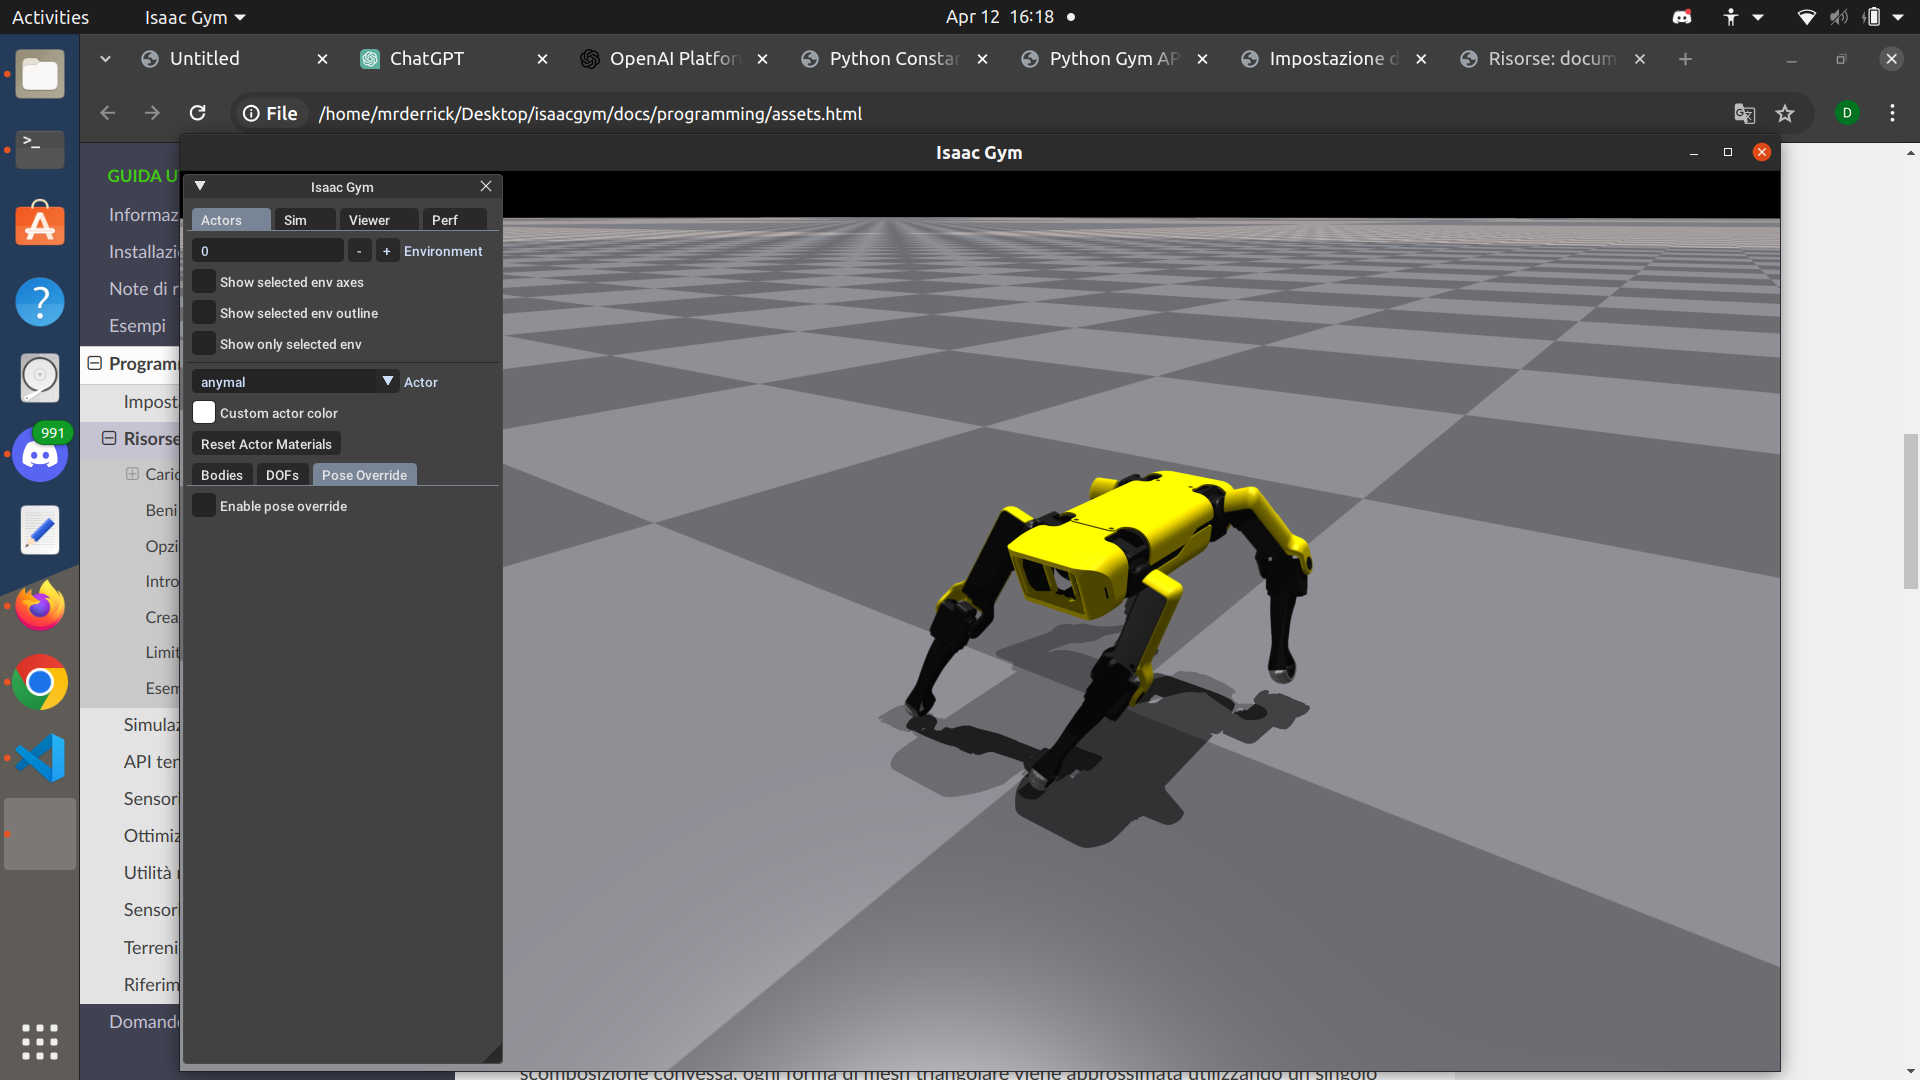 Activities
Isaac Gym
Apr 12 16:18
Untitled
ChatGPT
OpenAI Platfor
Python Constar
Python Gym AP
Impostazione d
Risorse: docum
File
/home/mrderrick/Desktop/isaacgym/docs/programming/assets.html
D
Isaac Gym
GUIDA U
Informaz
Installazi
Note di r
Esempi
Program
Impost
Risorse
Caric
Beni
Opzi
Intro
Crea
Limit
Esem
Simulaz
API ten
Sensori
Ottimiz
Utilità
Sensori
Terreni
Riferim
Domande
991
Isaac Gym
Actors
Sim
Viewer
Perf
0
-
+
Environment
Show selected env axes
Show selected env outline
Show only selected env
anymal
Actor
Custom actor color
Reset Actor Materials
Bodies
DOFs
Pose Override
Enable pose override
scomposizione convessa, ogni forma di mesh triangolare viene approssimata utilizzando un singolo